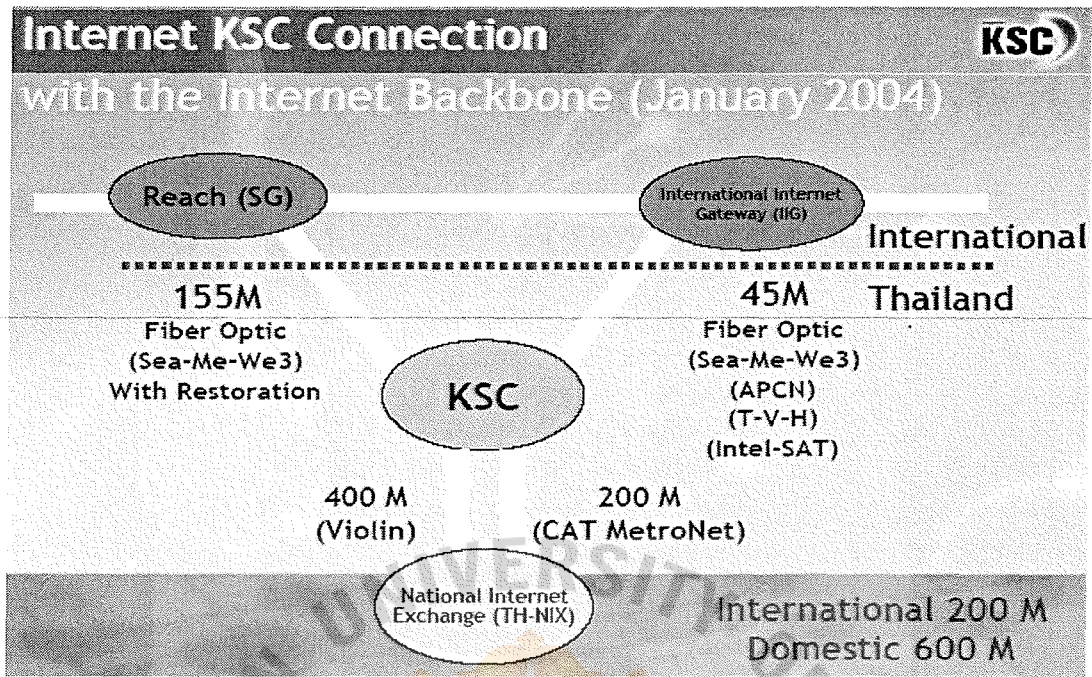 Internet KSC Connection
KSC
with the Internet Backbone (January 2004)
Reach (SG)
International Internet
Gateway (IIG)
International
155M
Fiber Optic
(Sea-Me-We3)
With Restoration
45M
Fiber Optic
(Sea-Me-We3)
(APCN)
(T-V-H)
(Intel-SAT)
Thailand
KSC
400 M
(Violin)
200 M
(CAT MetroNet)
National Internet
Exchange (TH-NIX)
UNIVERSITY
International 200 M
Domestic 600 M